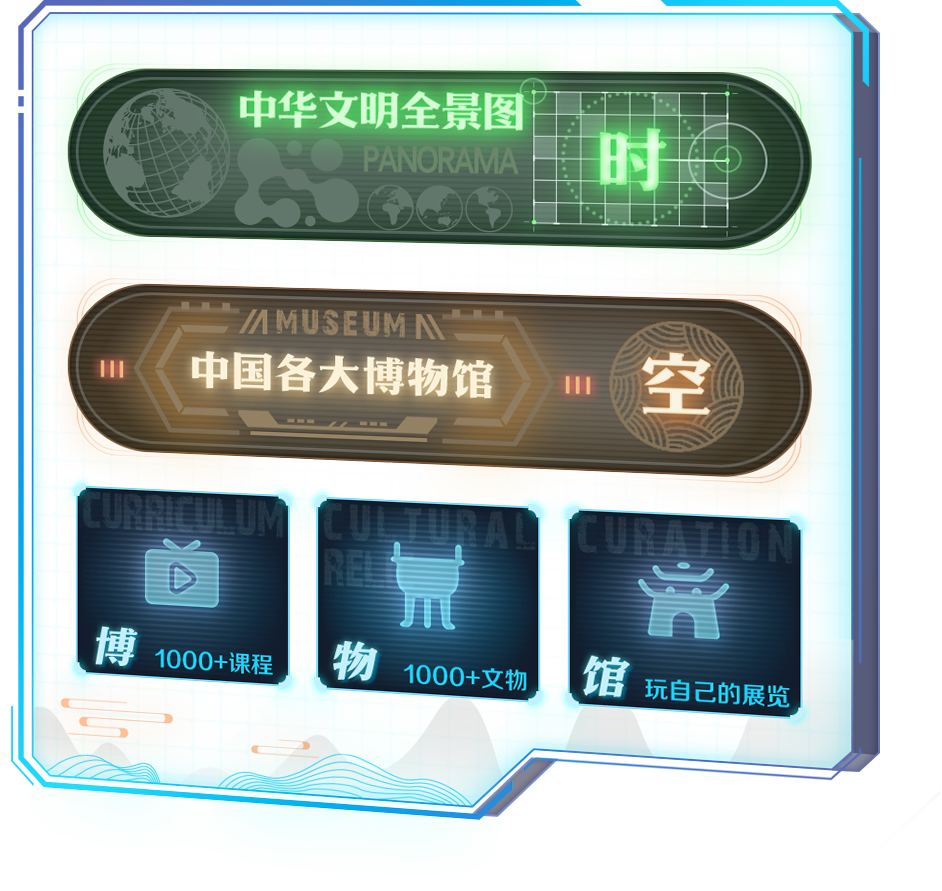 中华文明全景图
PANORAMA
时
MUSEUM
中国各大博物馆
空
CURRICULUM
博
1000+课程
CULTURAL
REL
物
1000+文物
CURATION
馆
玩自己的展览